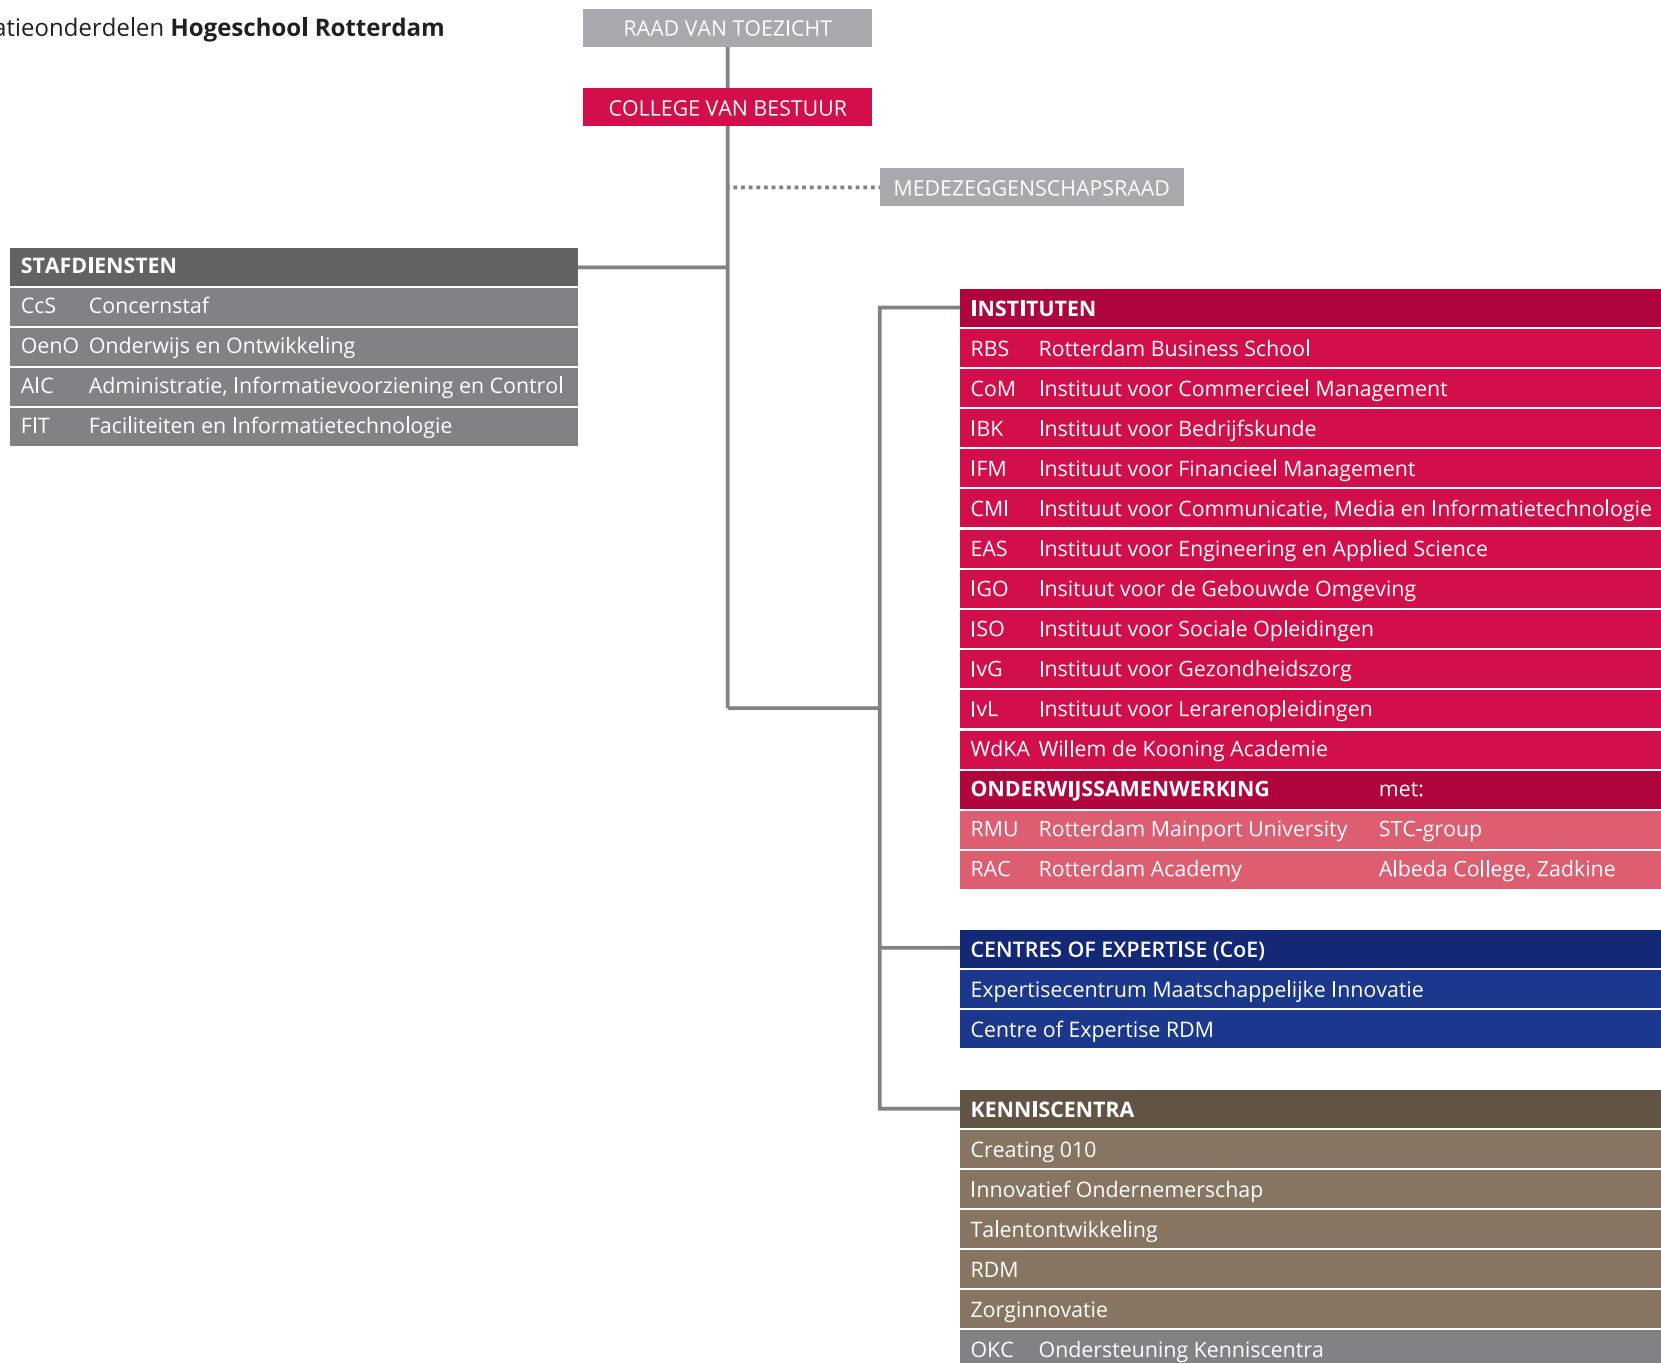 atieonderdelen Hogeschool Rotterdam
RAAD VAN TOEZICHT
COLLEGE VAN BESTUUR
MEDEZEGGENSCHAPSRAAD
STAFDIENSTEN
CcS Concernstaf
OenO Onderwijs en Ontwikkeling
AIC Administratie, Informatievoorziening en Control
FIT Faciliteiten en Informatietechnologie
INSTITUTEN
RBS Rotterdam Business School
CoM Instituut voor Commercieel Management
IBK Instituut voor Bedrijfskunde
IFM Instituut voor Financieel Management
CMI Instituut voor Communicatie, Media en Informatietechnologie
EAS Instituut voor Engineering en Applied Science
IGO Insituut voor de Gebouwde Omgeving
ISO Instituut voor Sociale Opleidingen
IvG Instituut voor Gezondheidszorg
IvL Instituut voor Lerarenopleidingen
WdKA Willem de Kooning Academie
ONDERWIJSSAMENWERKING met:
RMU Rotterdam Mainport University STC-group
RAC Rotterdam Academy Albeda College, Zadkine
CENTRES OF EXPERTISE (CoE)
Expertisecentrum Maatschappelijke Innovatie
Centre of Expertise RDM
KENNISCENTRA
Creating 010
Innovatief Ondernemerschap
Talentontwikkeling
RDM
Zorginnovatie
OKC Ondersteuning Kenniscentra